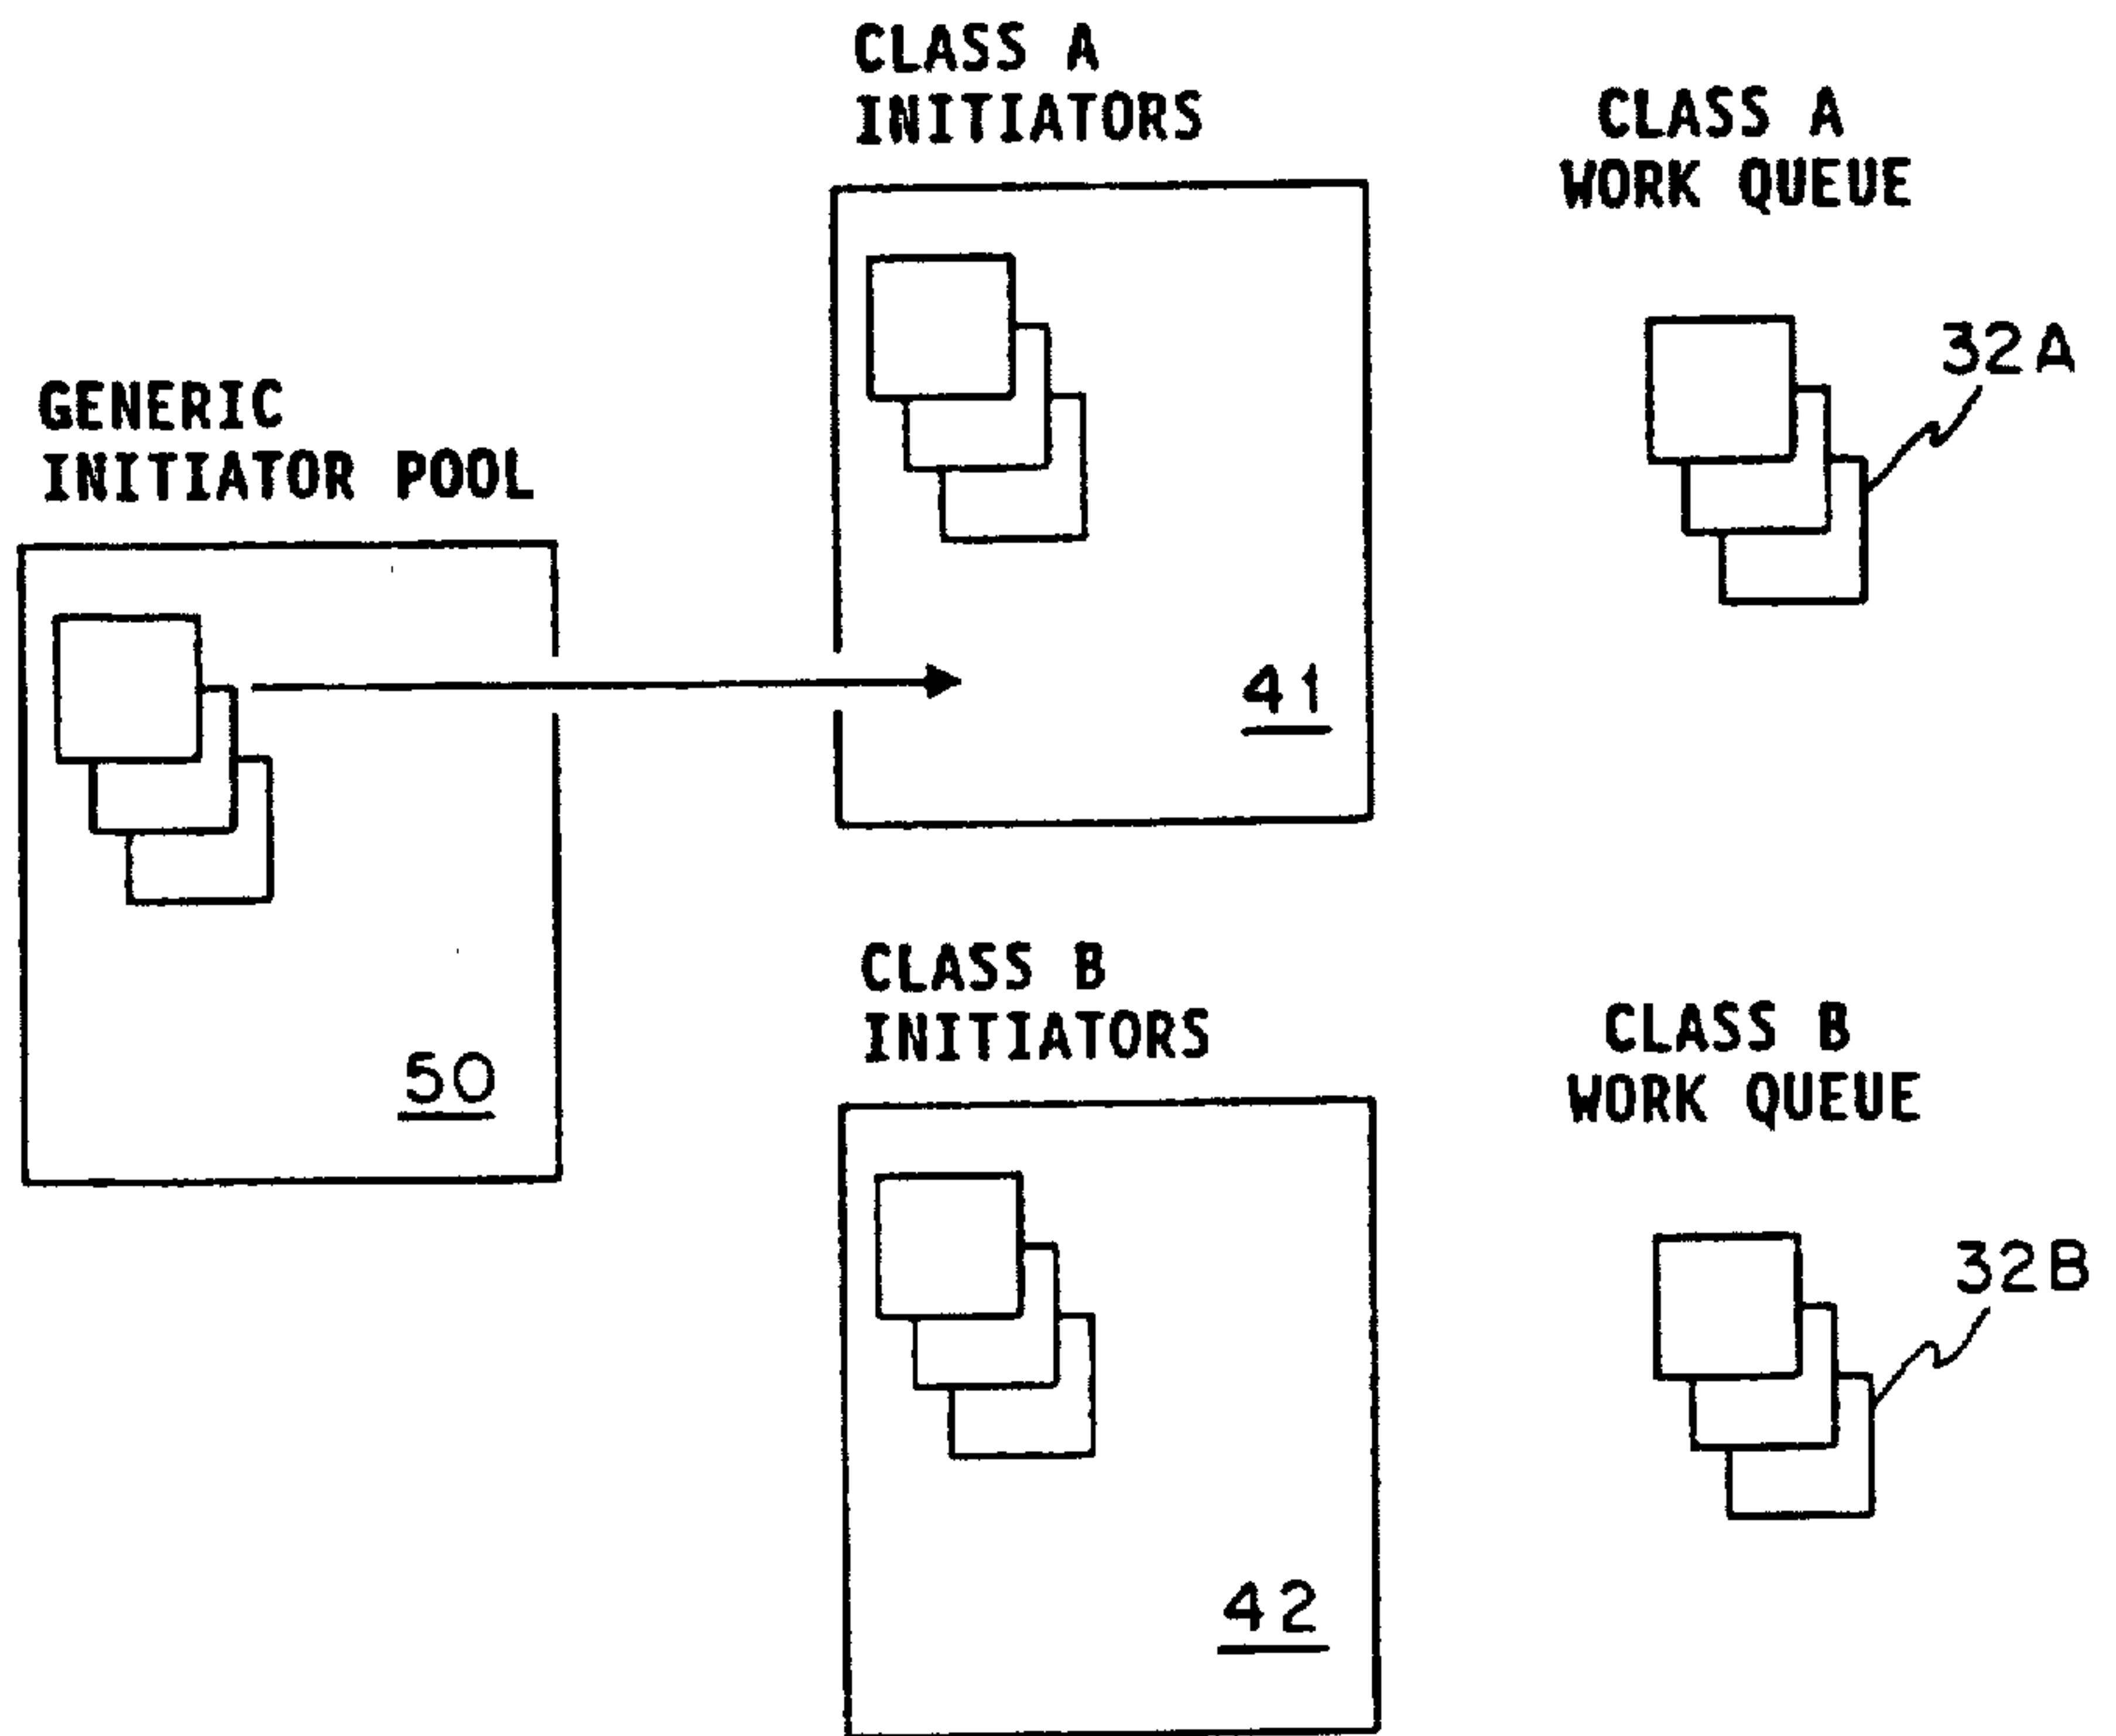 CLASS A
INITIATORS
CLASS A
WORK QUEUE
32A
GENERIC
INITIATOR POOL
41
50
CLASS B
INITIATORS
CLASS B
WORK QUEUE
32B
42